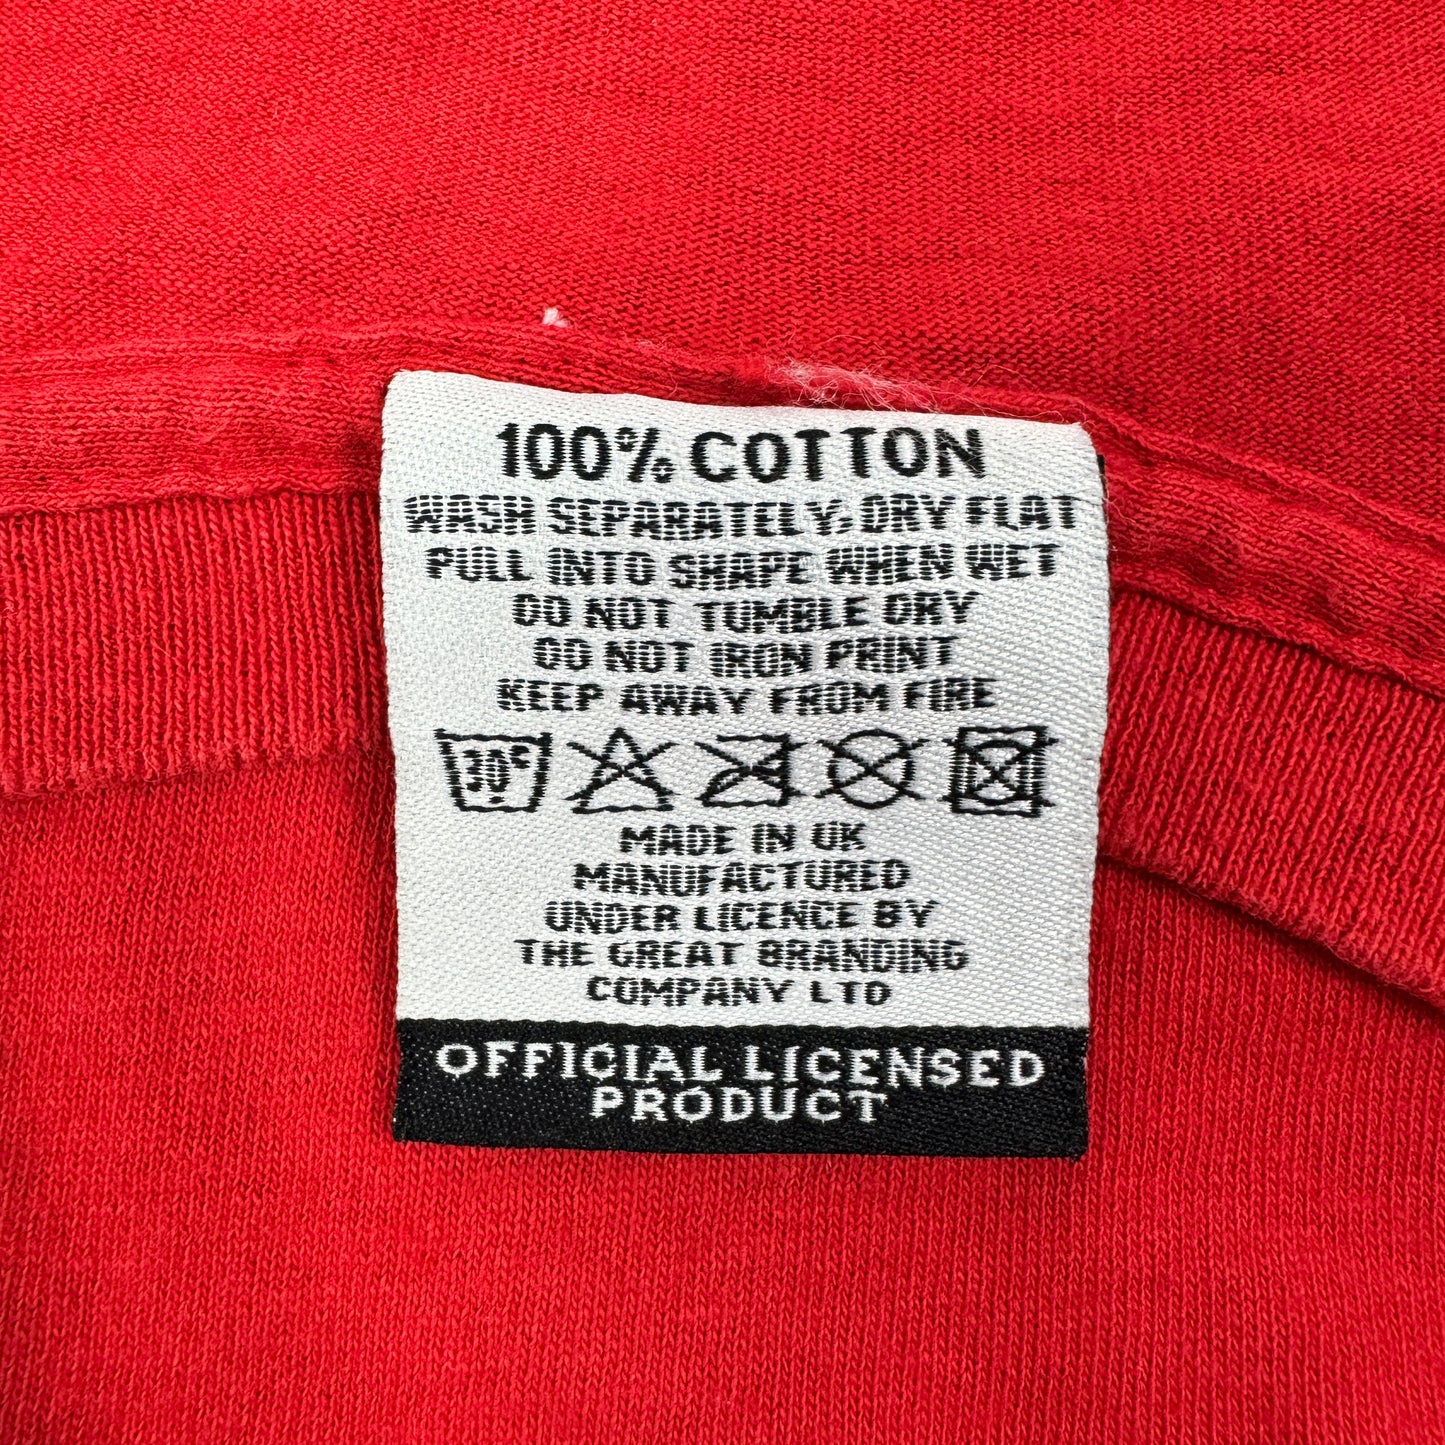 100% COTTON
WASH SEPARATELY, DRY FLAT
PULL INTO SHAPE WHEN WET
DO NOT TUMBLE DRY
DO NOT IRON PRINT
KEEP AWAY FROM FIRE
30°C
MADE IN UK
MANUFACTURED
UNDER LICENCE BY
THE GREAT BRANDING
COMPANY LTD
OFFICIAL LICENSED
PRODUCT